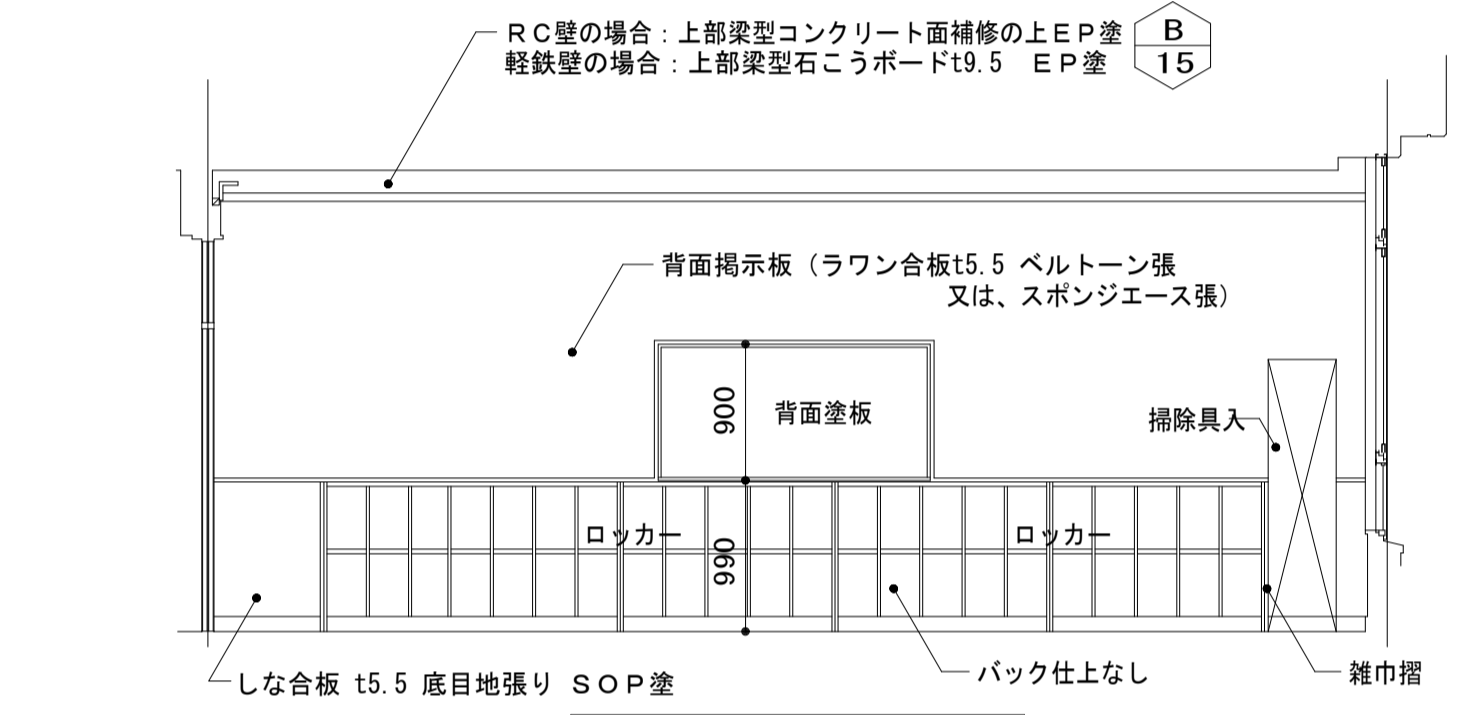 RC壁の場合：上部梁型コンクリート面補修の上EP塗
軽鉄壁の場合：上部梁型石こうボードt9.5 EP塗
B
15
背面掲示板（ラワン合板t5.5 ベルトーン張
又は、スポンジエース張）
900
背面塗板
掃除具入
ロッカー
ロッカー
990
しな合板 t5.5 底目地張り SOP塗
バック仕上なし
雑巾摺